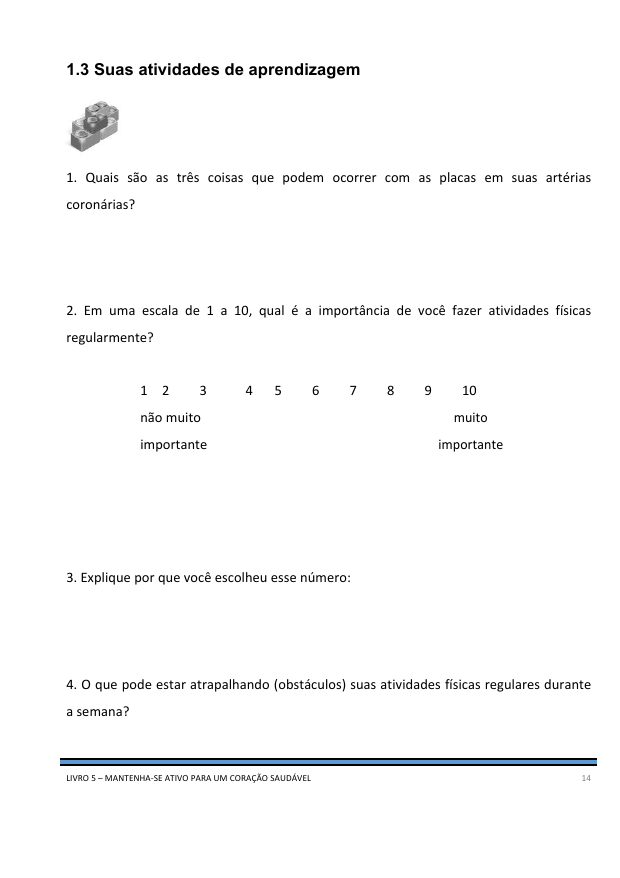 1.3 Suas atividades de aprendizagem
1. Quais são as três coisas que podem ocorrer com as placas em suas artérias
coronárias?
2. Em uma escala de 1 a 10, qual é a importância de você fazer atividades físicas
regularmente?
1 2 3 4 5 6 7 8 9 10
não muito muito
importante importante
3. Explique por que você escolheu esse número:
4. O que pode estar atrapalhando (obstáculos) suas atividades físicas regulares durante
a semana?
LIVRO 5 – MANTENHA-SE ATIVO PARA UM CORAÇÃO SAUDÁVEL 14